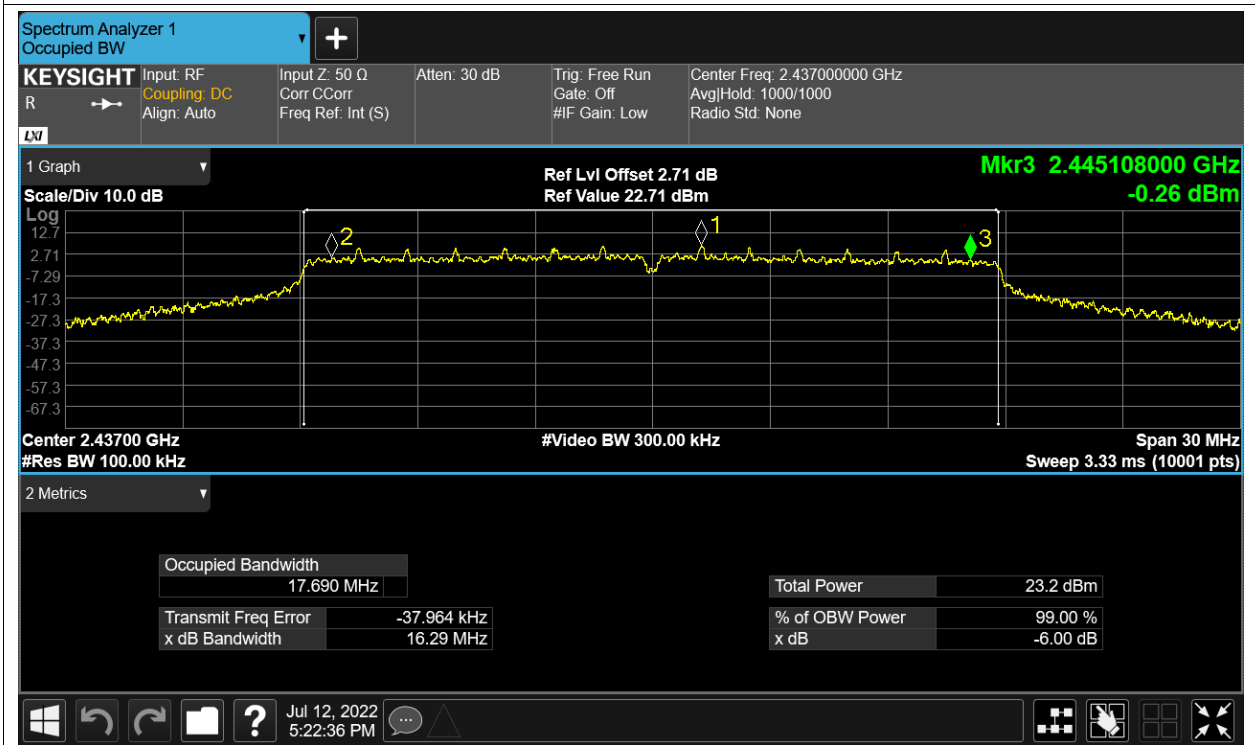 Spectrum Analyzer 1
Occupied BW
KEYSIGHT
R
LXI
Input: RF
Coupling: DC
Align: Auto
Input Z: 50 Ω
Corr CCorr
Freq Ref: Int (S)
Atten: 30 dB
Trig: Free Run
Gate: Off
#IF Gain: Low
Center Freq: 2.437000000 GHz
Avg|Hold: 1000/1000
Radio Std: None
1 Graph
Scale/Div 10.0 dB
Ref Lvl Offset 2.71 dB
Ref Value 22.71 dBm
Mkr3 2.445108000 GHz
-0.26 dBm
Log
12.7
2.71
-7.29
-17.3
-27.3
-37.3
-47.3
-57.3
-67.3
2
1
3
Center 2.43700 GHz
#Video BW 300.00 kHz
Span 30 MHz
#Res BW 100.00 kHz
Sweep 3.33 ms (10001 pts)
2 Metrics
Occupied Bandwidth
17.690 MHz
Total Power 23.2 dBm
Transmit Freq Error -37.964 kHz
% of OBW Power 99.00 %
x dB Bandwidth 16.29 MHz
x dB -6.00 dB
?
Jul 12, 2022
5:22:36 PM